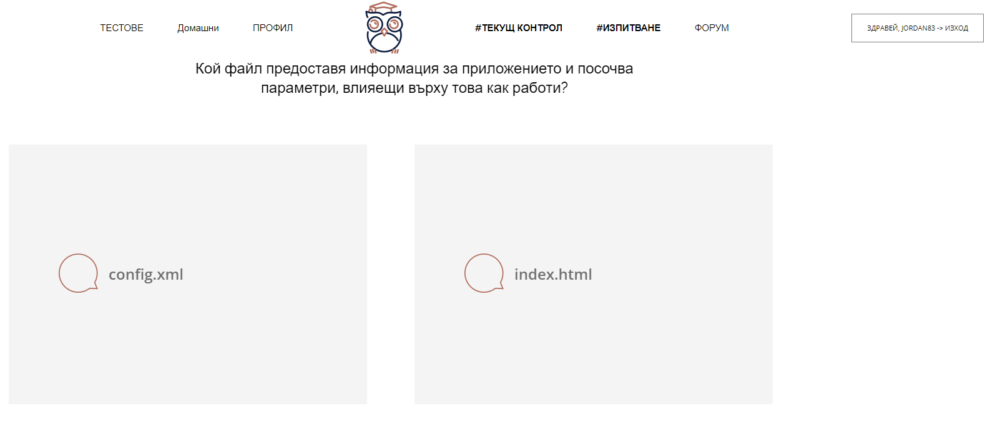 ТЕСТОВЕ Домашни ПРОФИЛ #ТЕКУЩ КОНТРОЛ #ИЗПИТВАНЕ ФОРУМ ЗДРАВЕЙ, JORDAN83 -> ИЗХОД
Кой файл предоставя информация за приложението и посочва
параметри, влияещи върху това как работи?
config.xml
index.html